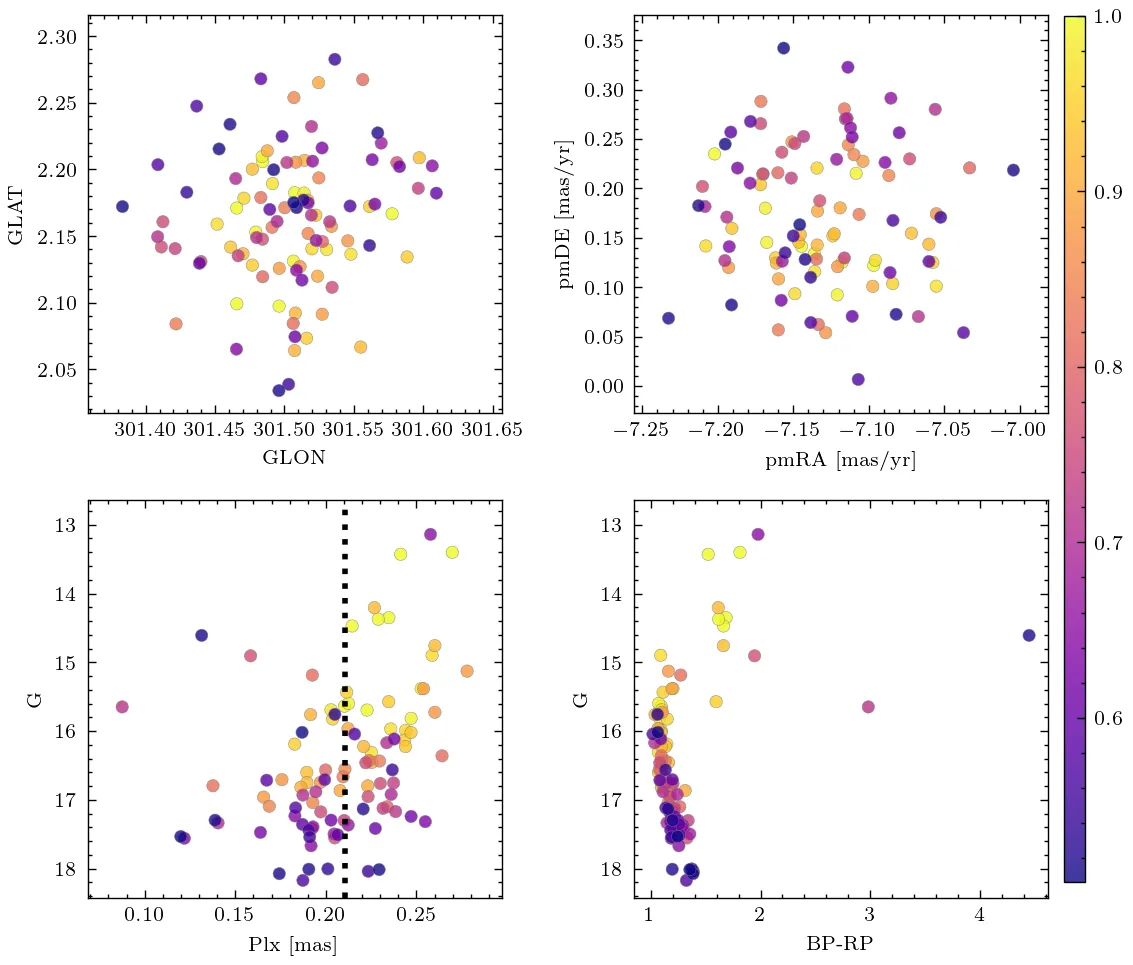 2.30
2.25
2.20
2.15
2.10
2.05
GLAT
301.40 301.45 301.50 301.55 301.60 301.65
GLON
0.35
0.30
0.25
0.20
0.15
0.10
0.05
0.00
pmDE [mas/yr]
−7.25 −7.20 −7.15 −7.10 −7.05 −7.00
pmRA [mas/yr]
1.0
0.9
0.8
0.7
0.6
13
14
15
16
17
18
G
0.10 0.15 0.20 0.25
Plx [mas]
13
14
15
16
17
18
G
1 2 3 4
BP-RP